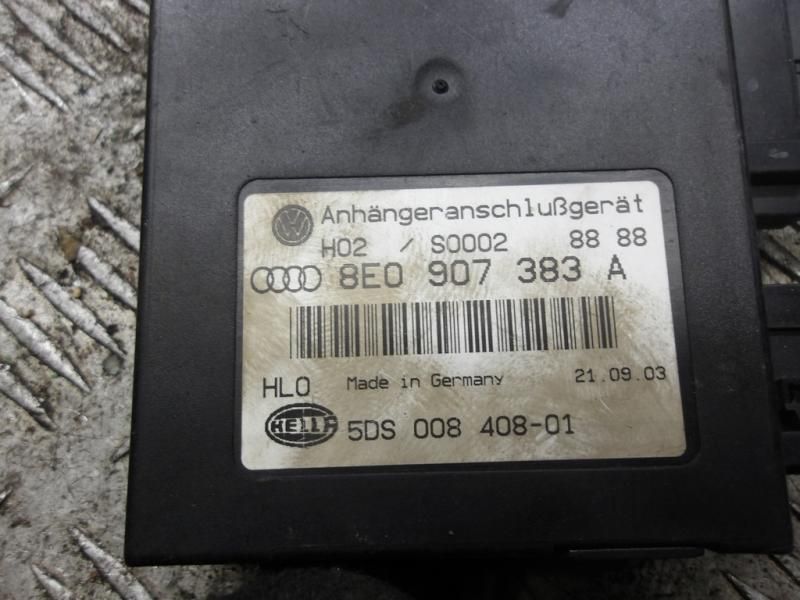 Anhängeranschlußgerät
H02 / S0002 88 88
8E0 907 383 A
HLO Made in Germany 21.09.03
HELLA 5DS 008 408-01